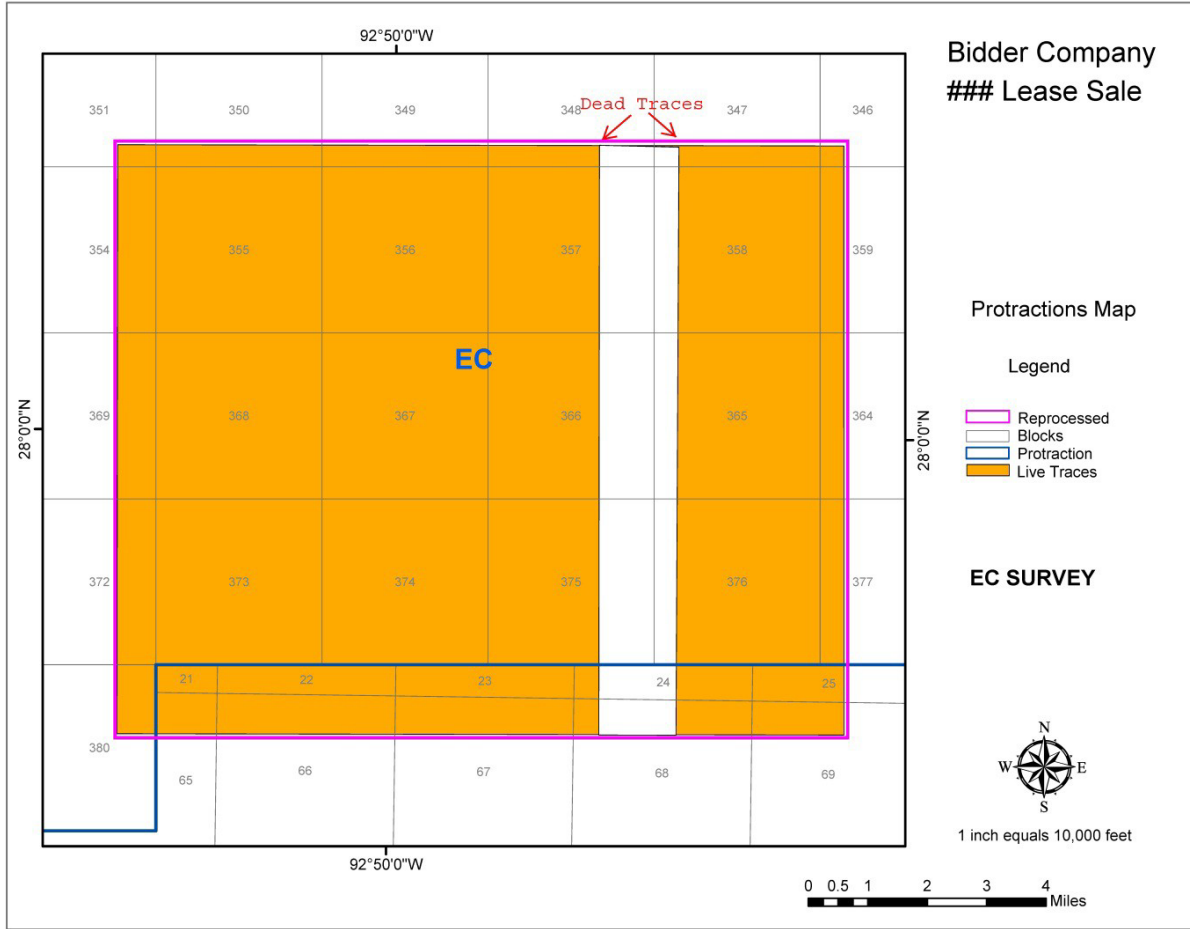 92°50'0"W
Bidder Company
### Lease Sale
351 350 349 348 347 346
Dead Traces
354 355 356 357 358 359
Protractions Map
EC
Legend
28°0'0"N
369 368 367 366 365 364
28°0'0"N
Reprocessed
Blocks
Protraction
Live Traces
372 373 374 375 376 377
EC SURVEY
21 22 23 24 25
380
65 66 67 68 69
N
W E
S
1 inch equals 10,000 feet
92°50'0"W
0 0.5 1 2 3 4
Miles